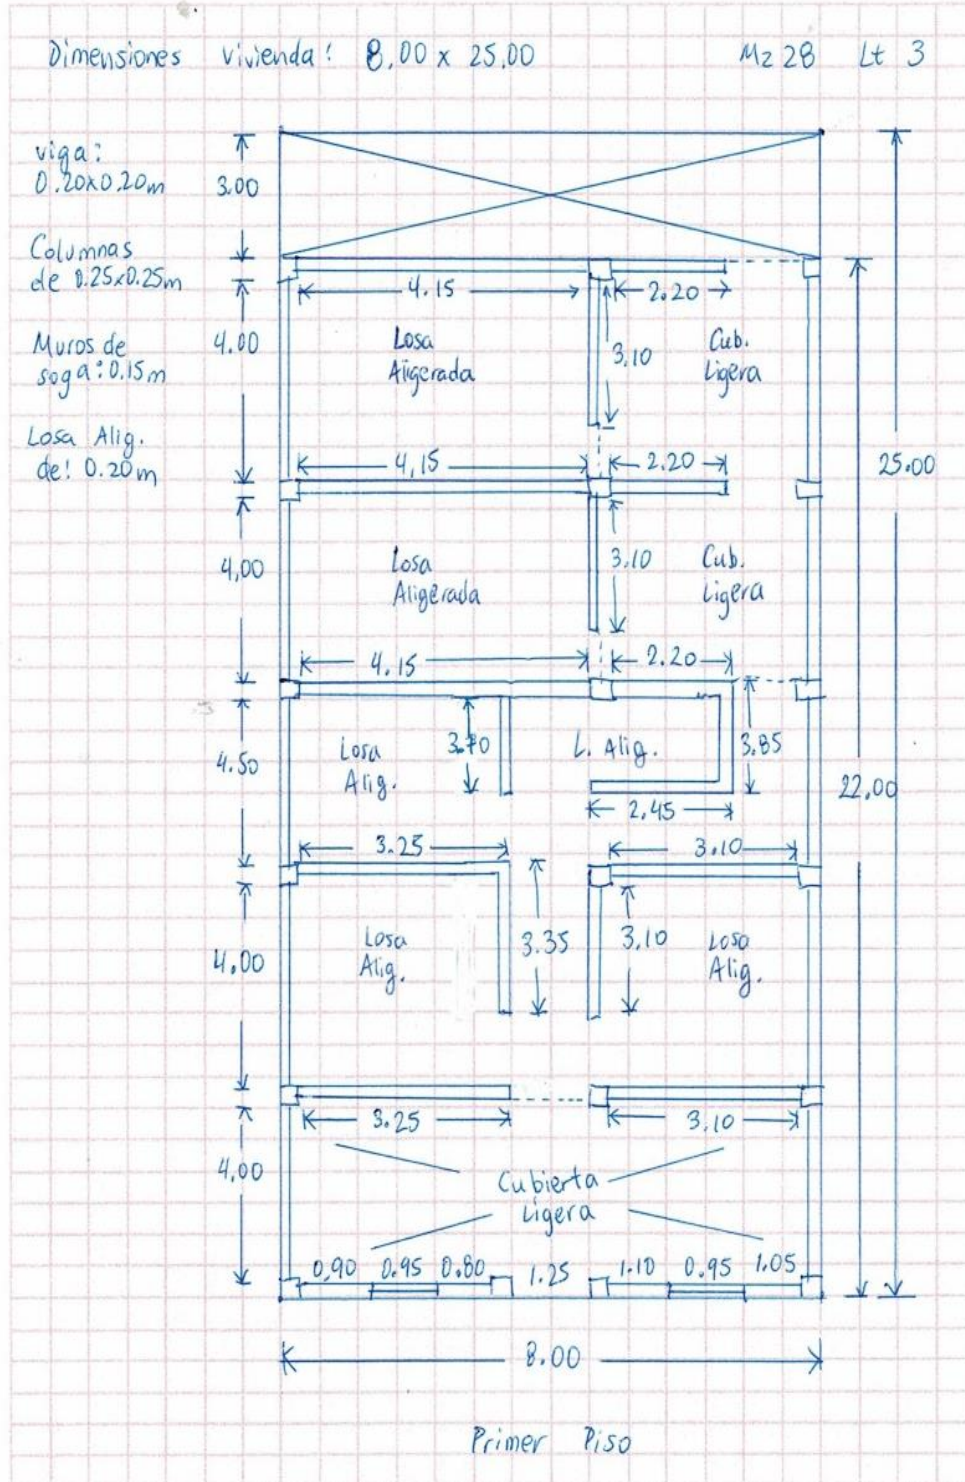 Dimensiones vivienda: 8,00 x 25,00 Mz 28 Lt 3
viga:
0.20x0.20m
3.00
Columnas
de 0.25x0.25m
4.15 2.20
Muros de
soga: 0.15m
4.00
Losa
Aligerada
3.10
Cub.
Ligera
Losa Alig.
de: 0.20m
4,15 2.20
25.00
4,00
Losa
Aligerada
3.10
Cub.
Ligera
4.15 2.20
4.50
Losa
Alig.
3.70
L. Alig.
3.85
22,00
2.45
3.25 3.10
4,00
Losa
Alig.
3.35
3,10
Losa
Alig.
3.25 3,10
4,00
Cubierta
Ligera
0,90 0.95 0.80 1.25 1.10 0.95 1.05
8.00
Primer Piso